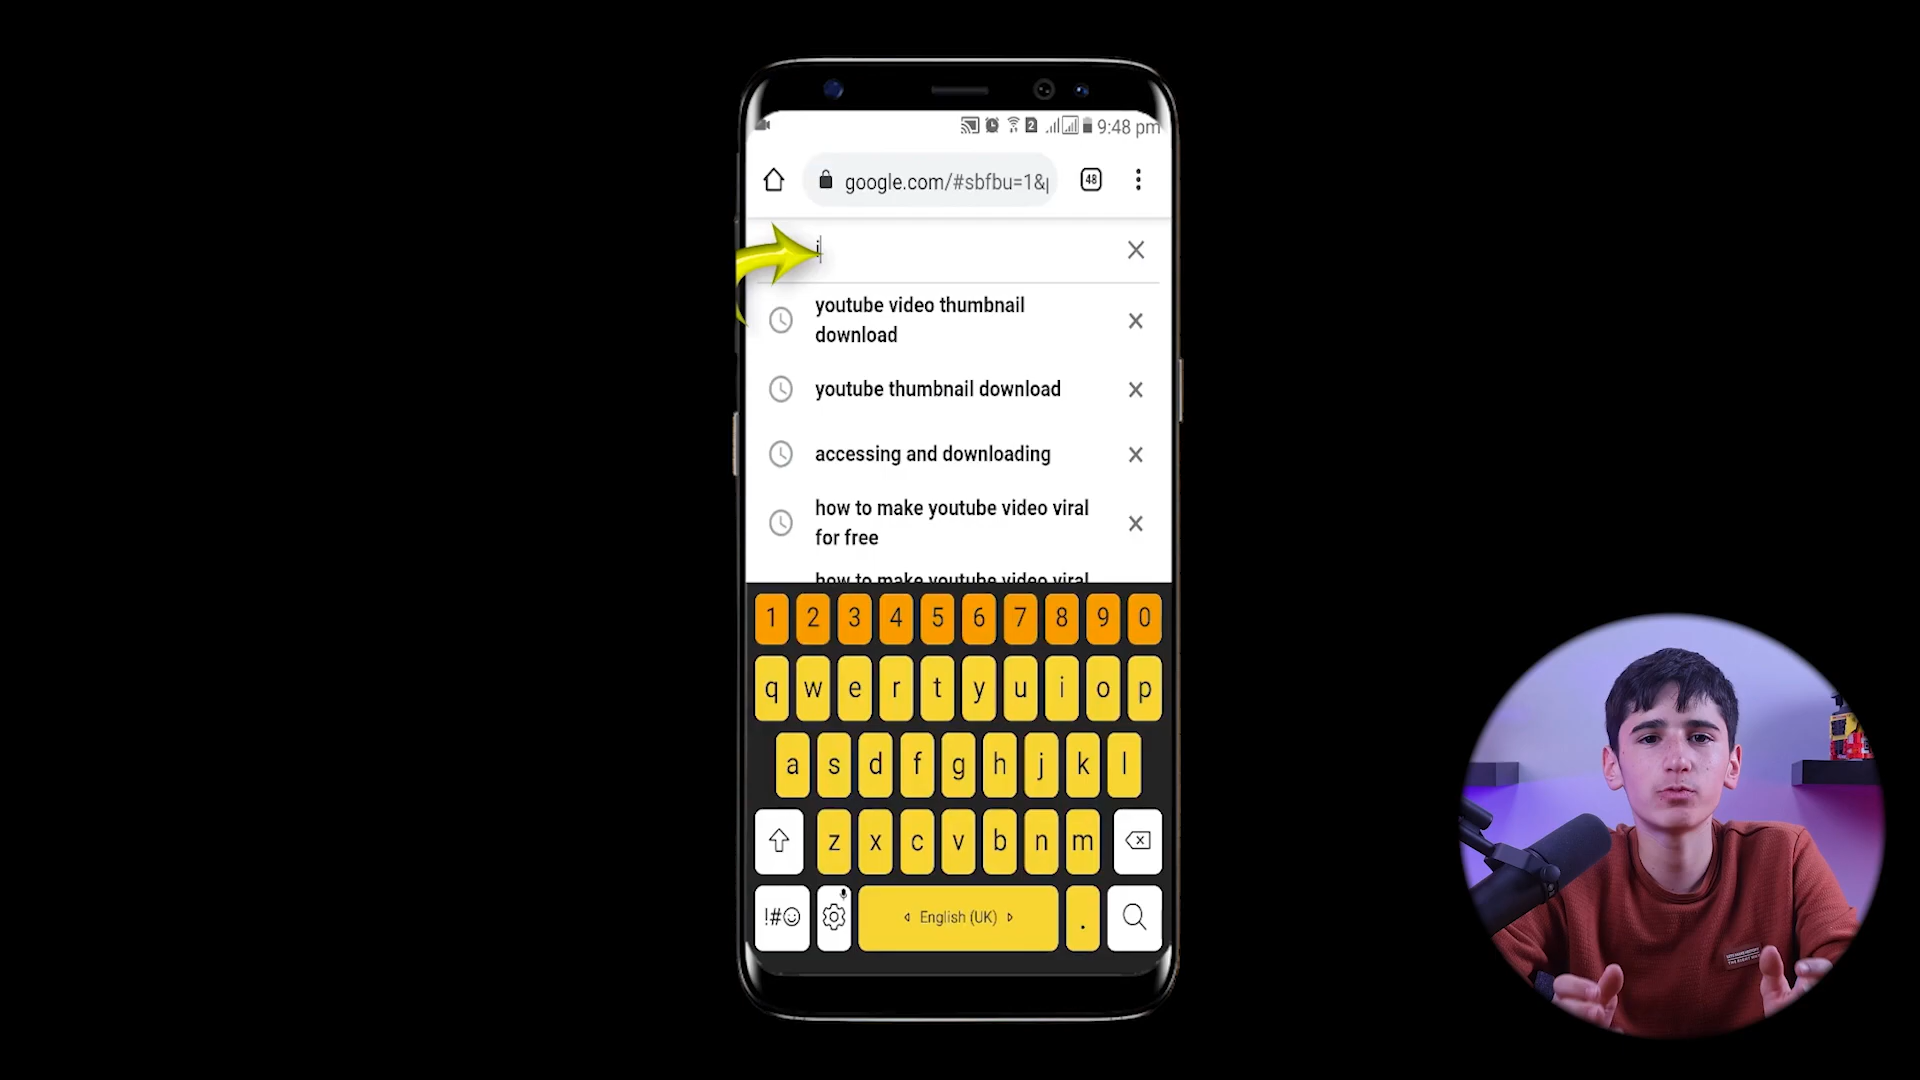 2
9:48 pm
google.com/#sbfbu=1&
48
i
youtube video thumbnail
download
youtube thumbnail download
accessing and downloading
how to make youtube video viral
for free
how to make youtube video viral
1 2 3 4 5 6 7 8 9 0
q w e r t y u i o p
a s d f g h j k l
z x c v b n m
!#☺ English (UK) .